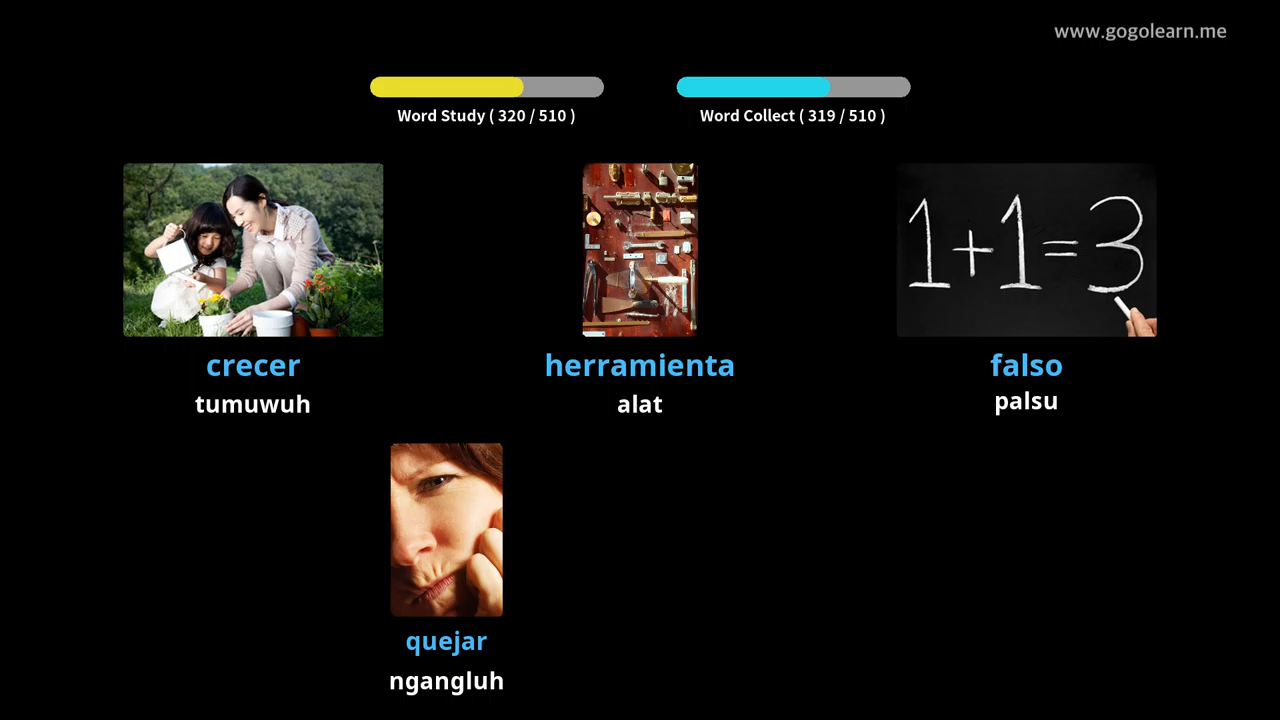 www.gogolearn.me
Word Study ( 320 / 510 )
Word Collect ( 319 / 510 )
1+1=3
crecer
herramienta
falso
tumuwuh
alat
palsu
quejar
ngangluh